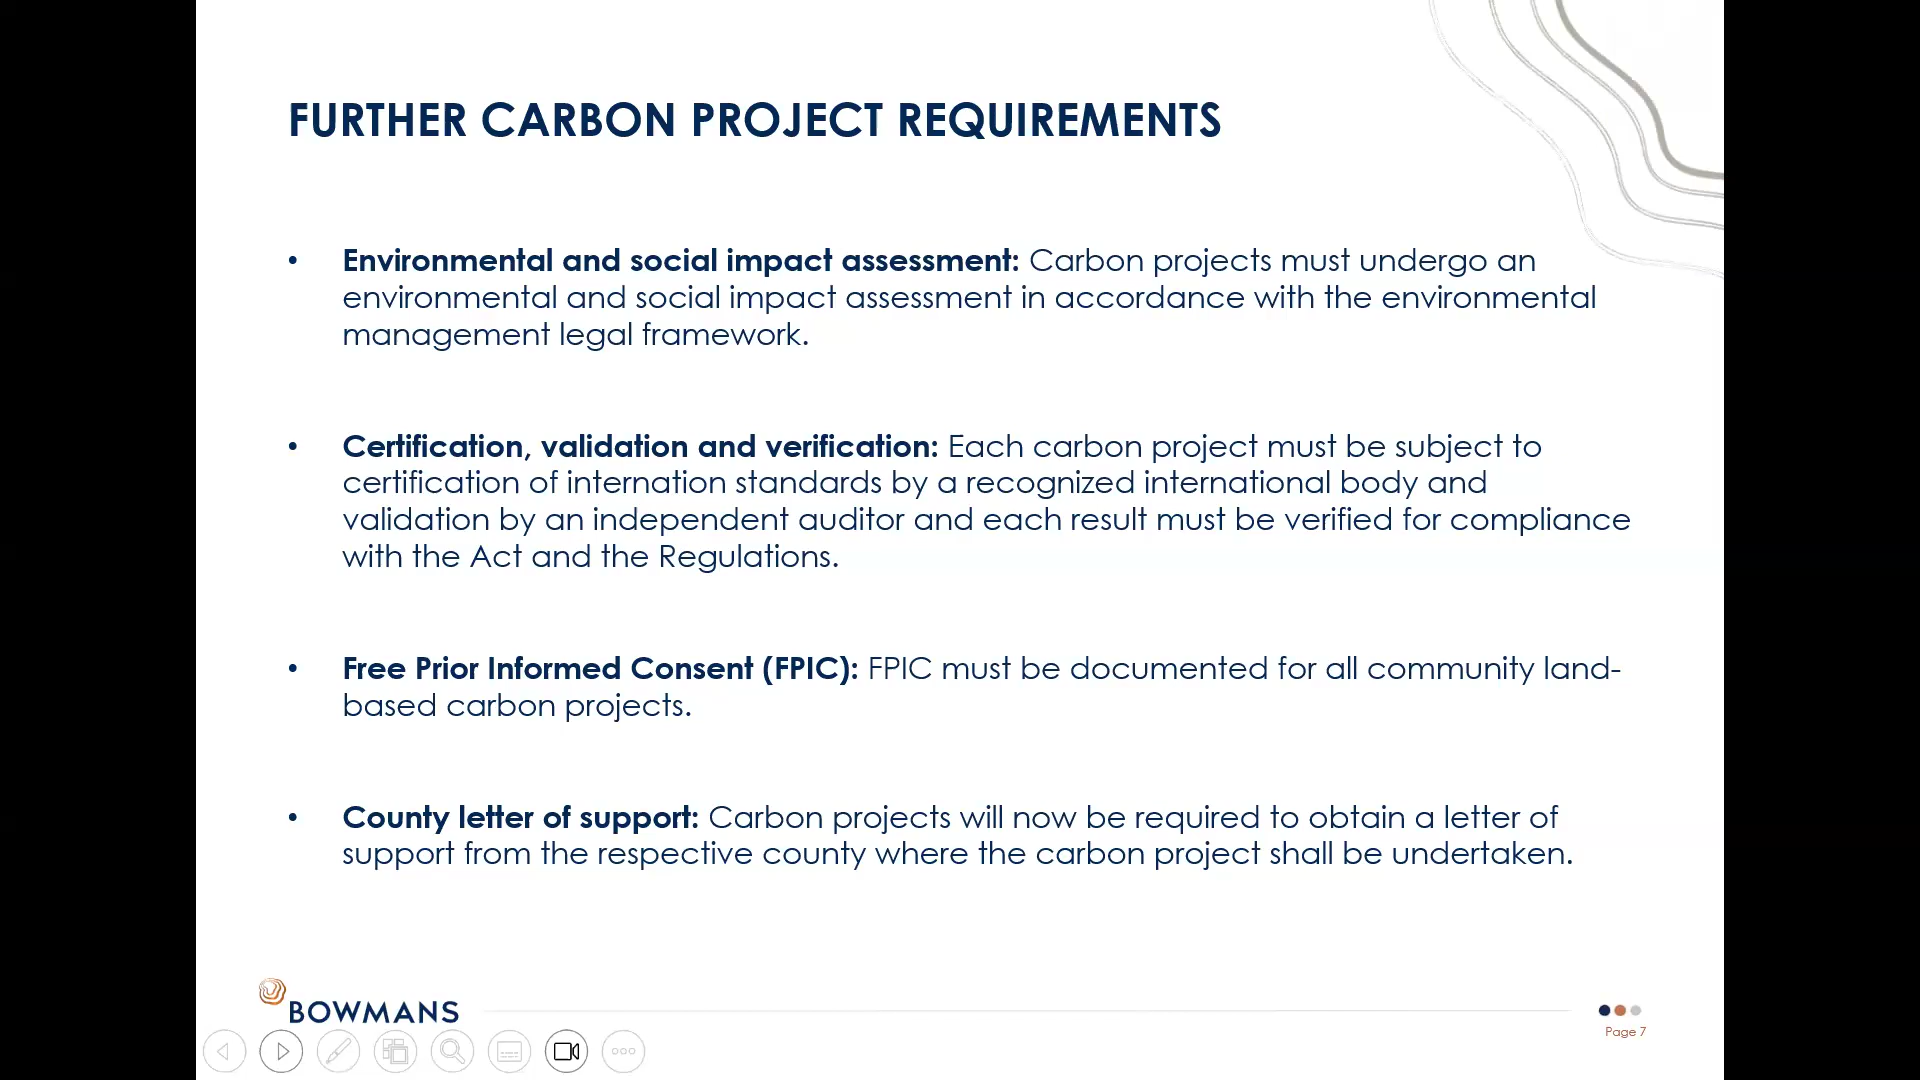 FURTHER CARBON PROJECT REQUIREMENTS
• Environmental and social impact assessment: Carbon projects must undergo an
environmental and social impact assessment in accordance with the environmental
management legal framework.
• Certification, validation and verification: Each carbon project must be subject to
certification of internation standards by a recognized international body and
validation by an independent auditor and each result must be verified for compliance
with the Act and the Regulations.
• Free Prior Informed Consent (FPIC): FPIC must be documented for all community land-
based carbon projects.
• County letter of support: Carbon projects will now be required to obtain a letter of
support from the respective county where the carbon project shall be undertaken.
BOWMANS
Page 7